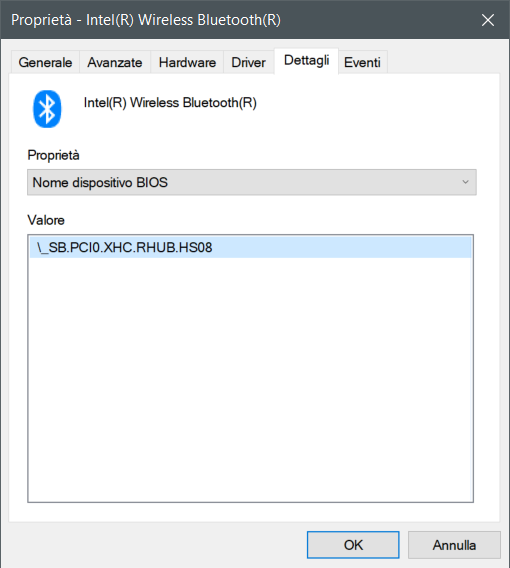 Proprietà - Intel(R) Wireless Bluetooth(R)
Generale Avanzate Hardware Driver Dettagli Eventi
Intel(R) Wireless Bluetooth(R)
Proprietà
Nome dispositivo BIOS
Valore
\_SB.PCI0.XHC.RHUB.HS08
OK Annulla